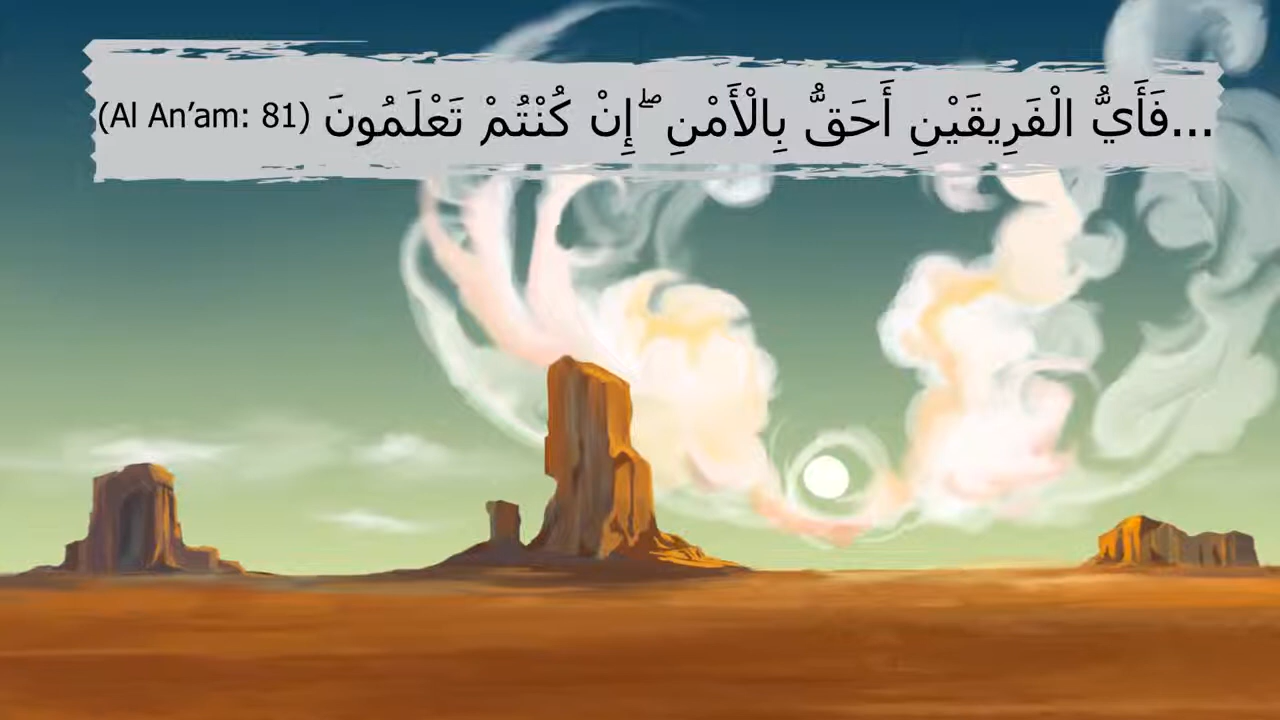 ...فَأَيُّ الْفَرِيقَيْنِ أَحَقُّ بِالْأَمْنِ ۖ إِنْ كُنْتُمْ تَعْلَمُونَ (Al An’am: 81)